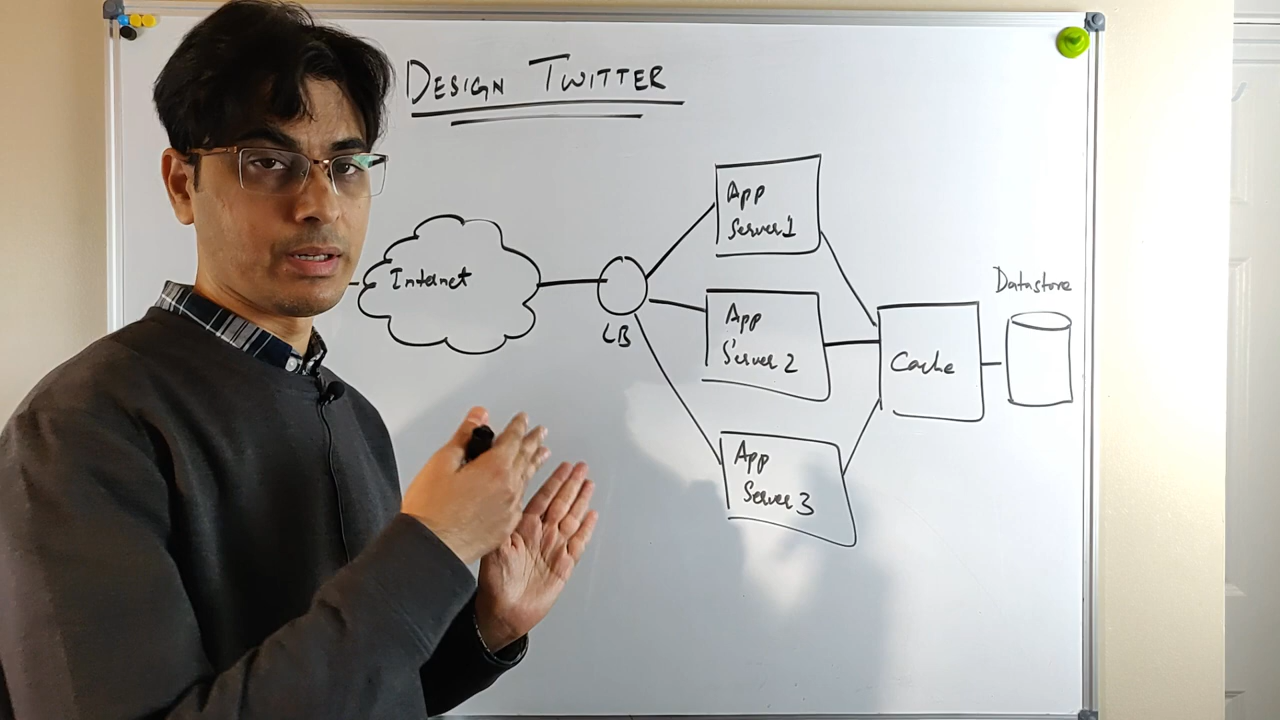 DESIGN TWITTER
Internet
LB
App
Server 1
App
Server 2
App
Server 3
Cache
Datastore